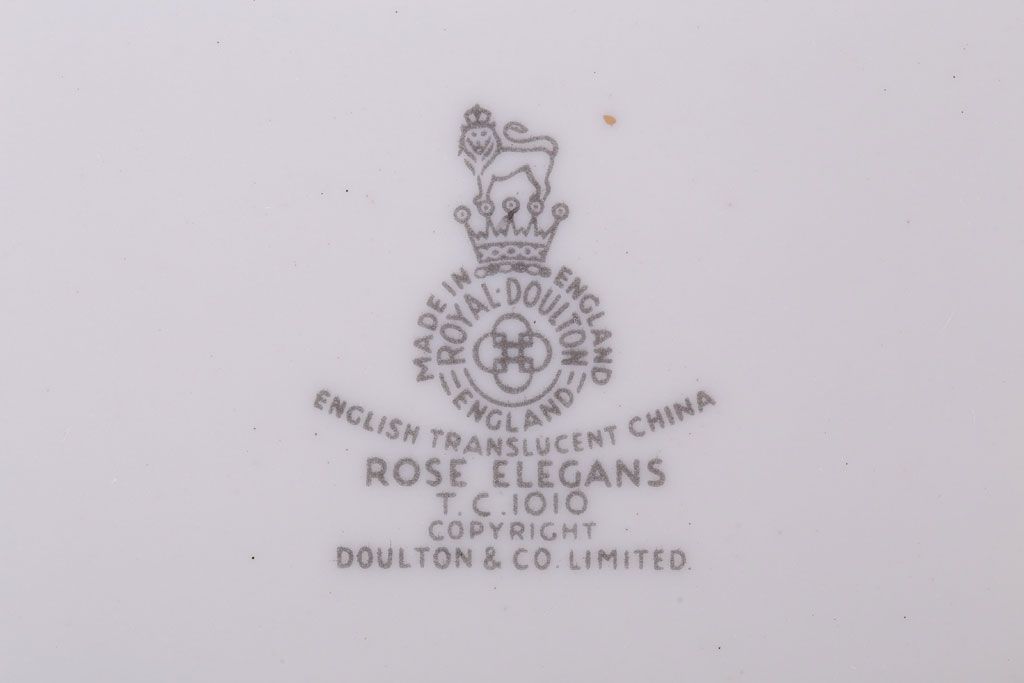 MADE IN ENGLAND
ROYAL·DOULTON
ENGLAND
ENGLISH TRANSLUCENT CHINA
ROSE ELEGANS
T.C.1010
COPYRIGHT
DOULTON & CO. LIMITED.